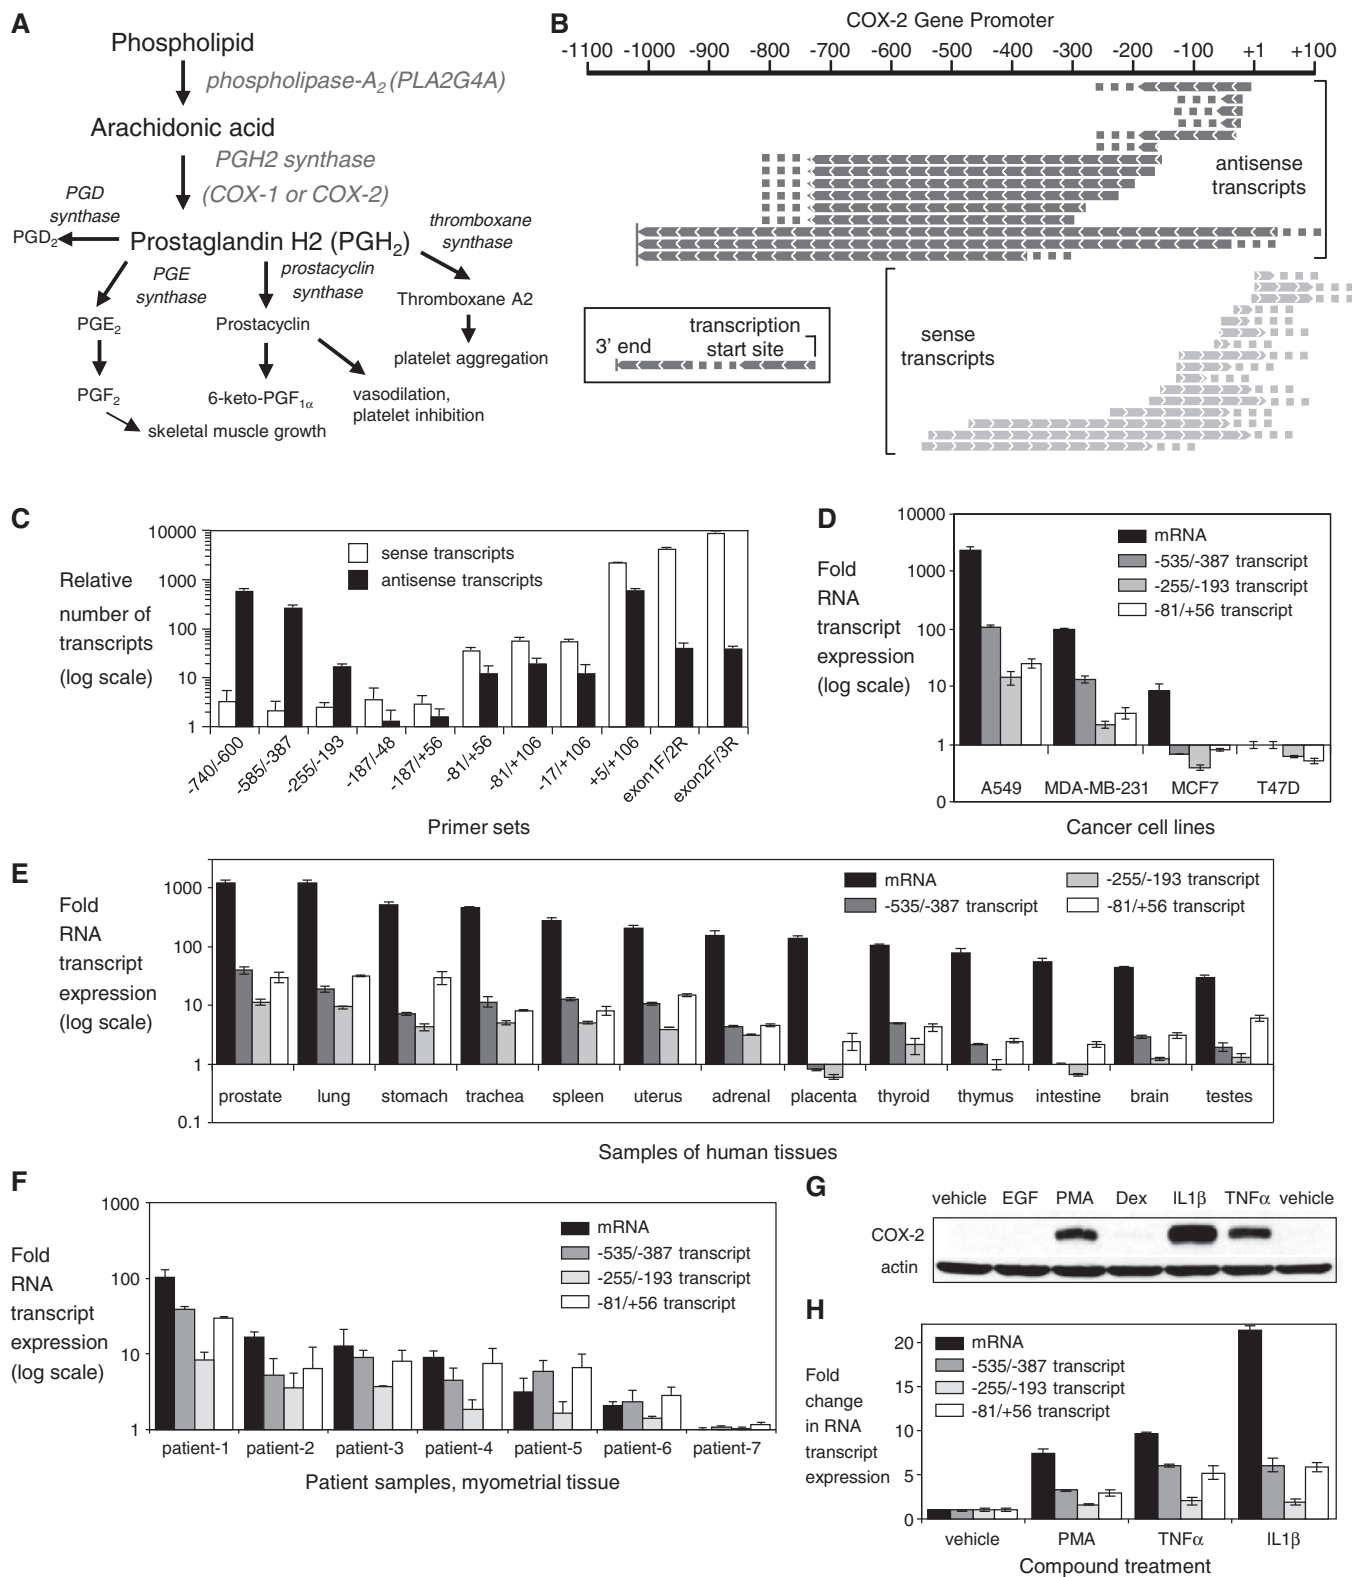 A
Phospholipid
phospholipase-A2 (PLA2G4A)
Arachidonic acid
PGH2 synthase
(COX-1 or COX-2)
PGD
synthase
PGD2
Prostaglandin H2 (PGH2)
thromboxane
synthase
PGE
synthase
prostacyclin
synthase
Thromboxane A2
PGE2
Prostacyclin
platelet aggregation
PGF2
6-keto-PGF1α
vasodilation,
platelet inhibition
skeletal muscle growth
B
COX-2 Gene Promoter
-1100 -1000 -900 -800 -700 -600 -500 -400 -300 -200 -100 +1 +100
antisense
transcripts
sense
transcripts
3' end
transcription
start site
C
Relative
number of
transcripts
(log scale)
10000
1000
100
10
1
sense transcripts
antisense transcripts
-740/-600
-585/-387
-255/-193
-187/-48
-187/+56
-81/+56
-81/+106
-17/+106
+5/+106
exon1F/2R
exon2F/3R
Primer sets
D
Fold
RNA
transcript
expression
(log scale)
10000
1000
100
10
1
0
mRNA
-535/-387 transcript
-255/-193 transcript
-81/+56 transcript
A549 MDA-MB-231 MCF7 T47D
Cancer cell lines
E
Fold
RNA
transcript
expression
(log scale)
1000
100
10
1
0.1
mRNA
-535/-387 transcript
-255/-193 transcript
-81/+56 transcript
prostate lung stomach trachea spleen uterus adrenal placenta thyroid thymus intestine brain testes
Samples of human tissues
F
Fold
RNA
transcript
expression
(log scale)
1000
100
10
1
mRNA
-535/-387 transcript
-255/-193 transcript
-81/+56 transcript
patient-1 patient-2 patient-3 patient-4 patient-5 patient-6 patient-7
Patient samples, myometrial tissue
G
vehicle EGF PMA Dex IL1β TNFα vehicle
COX-2
actin
H
Fold
change
in RNA
transcript
expression
20
15
10
5
0
mRNA
-535/-387 transcript
-255/-193 transcript
-81/+56 transcript
vehicle PMA TNFα IL1β
Compound treatment